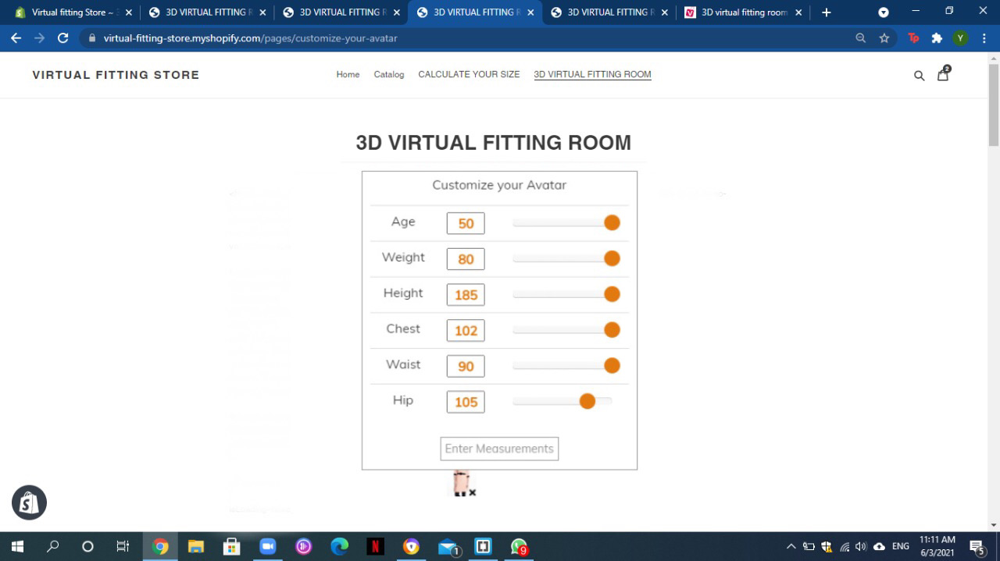 Virtual fitting Store ~
3D VIRTUAL FITTING R
3D VIRTUAL FITTING R
3D VIRTUAL FITTING R
3D VIRTUAL FITTING R
3D virtual fitting room
virtual-fitting-store.myshopify.com/pages/customize-your-avatar
Tp
Y
VIRTUAL FITTING STORE
Home
Catalog
CALCULATE YOUR SIZE
3D VIRTUAL FITTING ROOM
2
3D VIRTUAL FITTING ROOM
Customize your Avatar
Age 50
Weight 80
Height 185
Chest 102
Waist 90
Hip 105
Enter Measurements
N
1
9
ENG
11:11 AM
6/3/2021
5